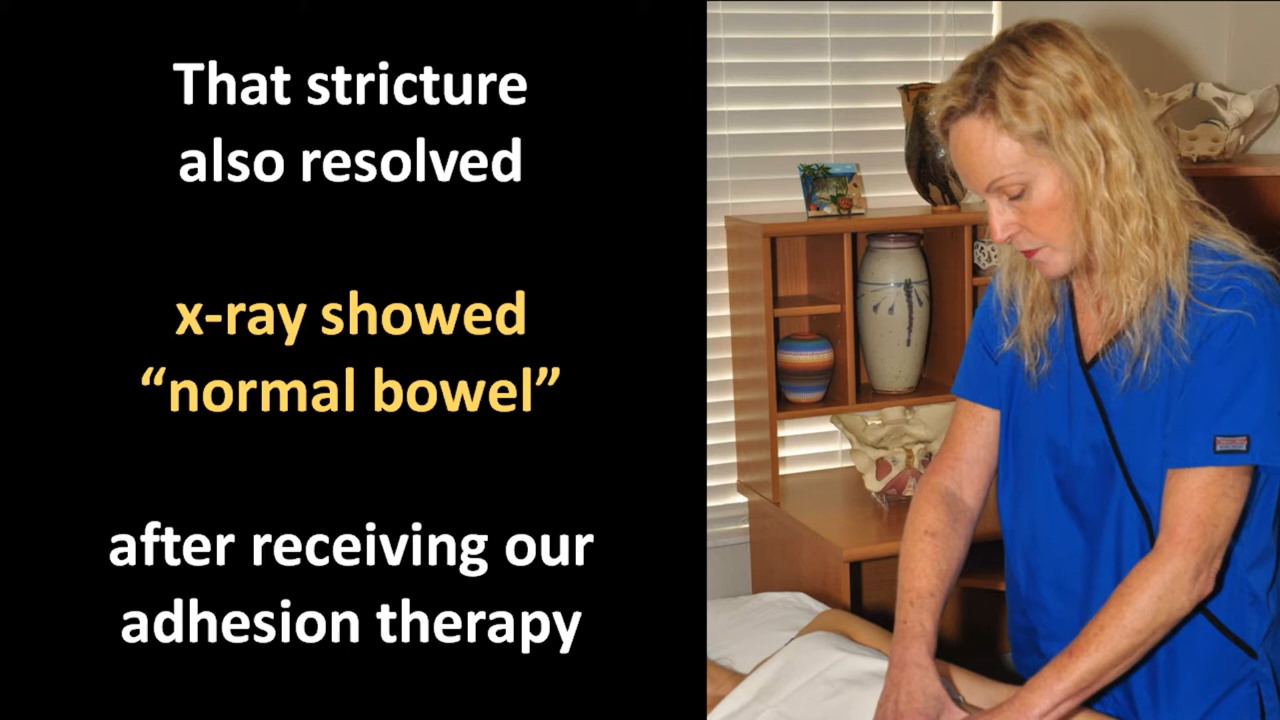 That stricture
also resolved
x-ray showed
“normal bowel”
after receiving our
adhesion therapy